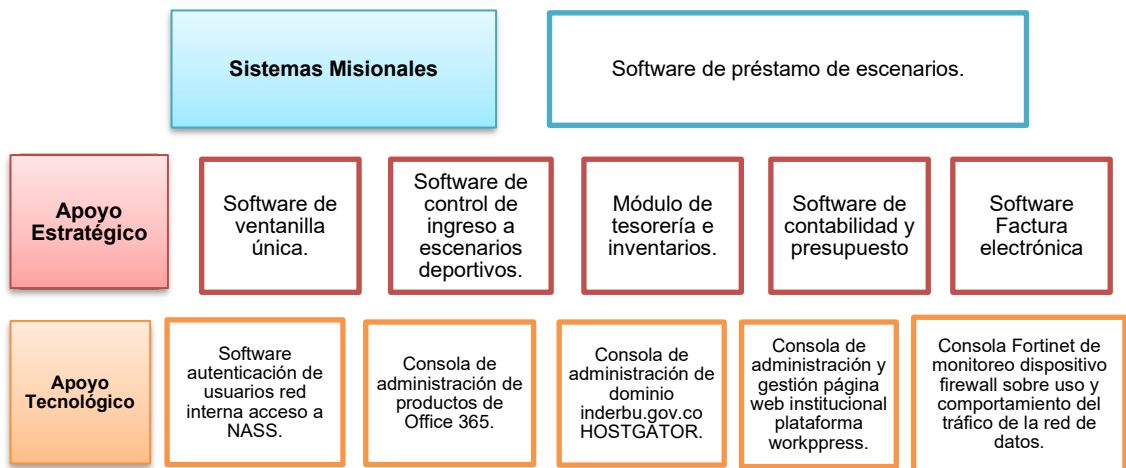 Sistemas Misionales
Software de préstamo de escenarios.
Apoyo
Estratégico
Software de
ventanilla
única.
Software de
control de
ingreso a
escenarios
deportivos.
Módulo de
tesorería e
inventarios.
Software de
contabilidad y
presupuesto
Software
Factura
electrónica
Apoyo
Tecnológico
Software
autenticación de
usuarios red
interna acceso a
NASS.
Consola de
administración de
productos de
Office 365.
Consola de
administración de
dominio
inderbu.gov.co
HOSTGATOR.
Consola de
administración y
gestión página
web institucional
plataforma
workppress.
Consola Fortinet de
monitoreo dispositivo
firewall sobre uso y
comportamiento del
tráfico de la red de
datos.